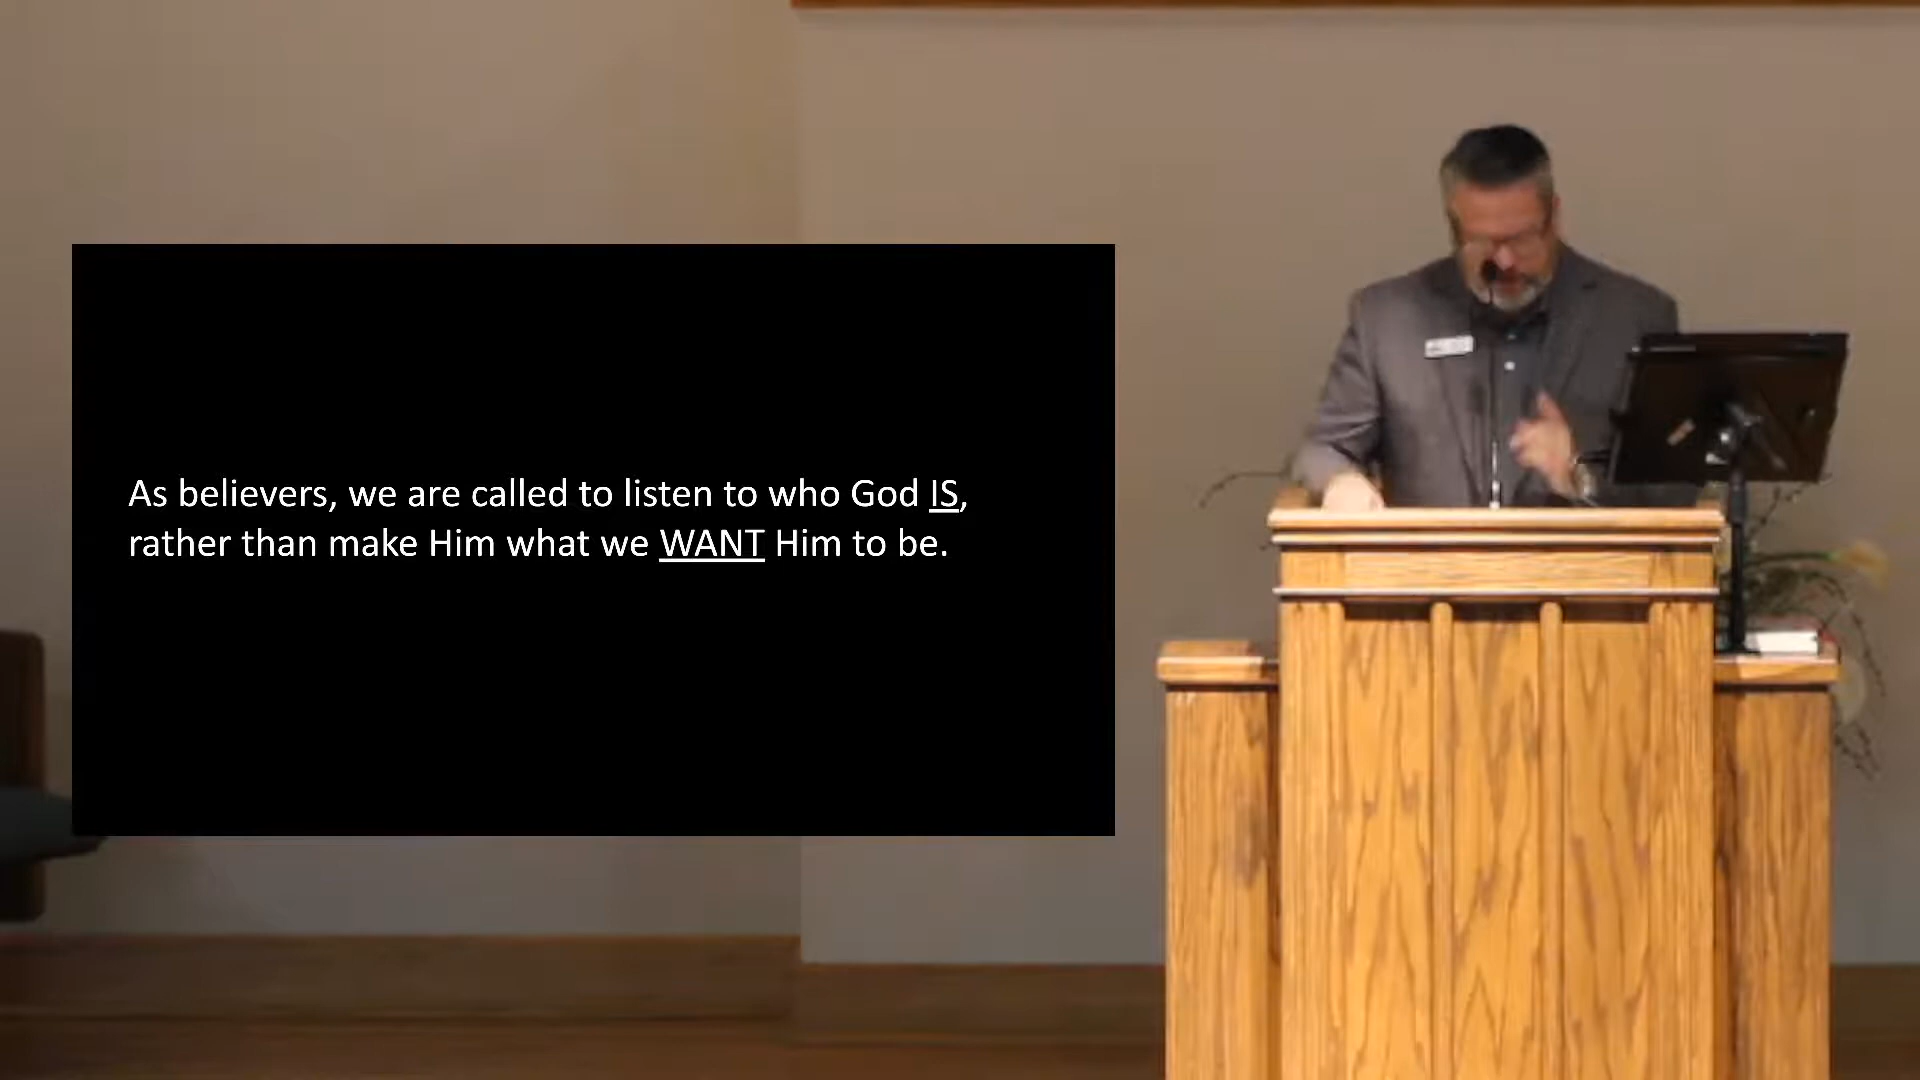 As believers, we are called to listen to who God IS,
rather than make Him what we WANT Him to be.